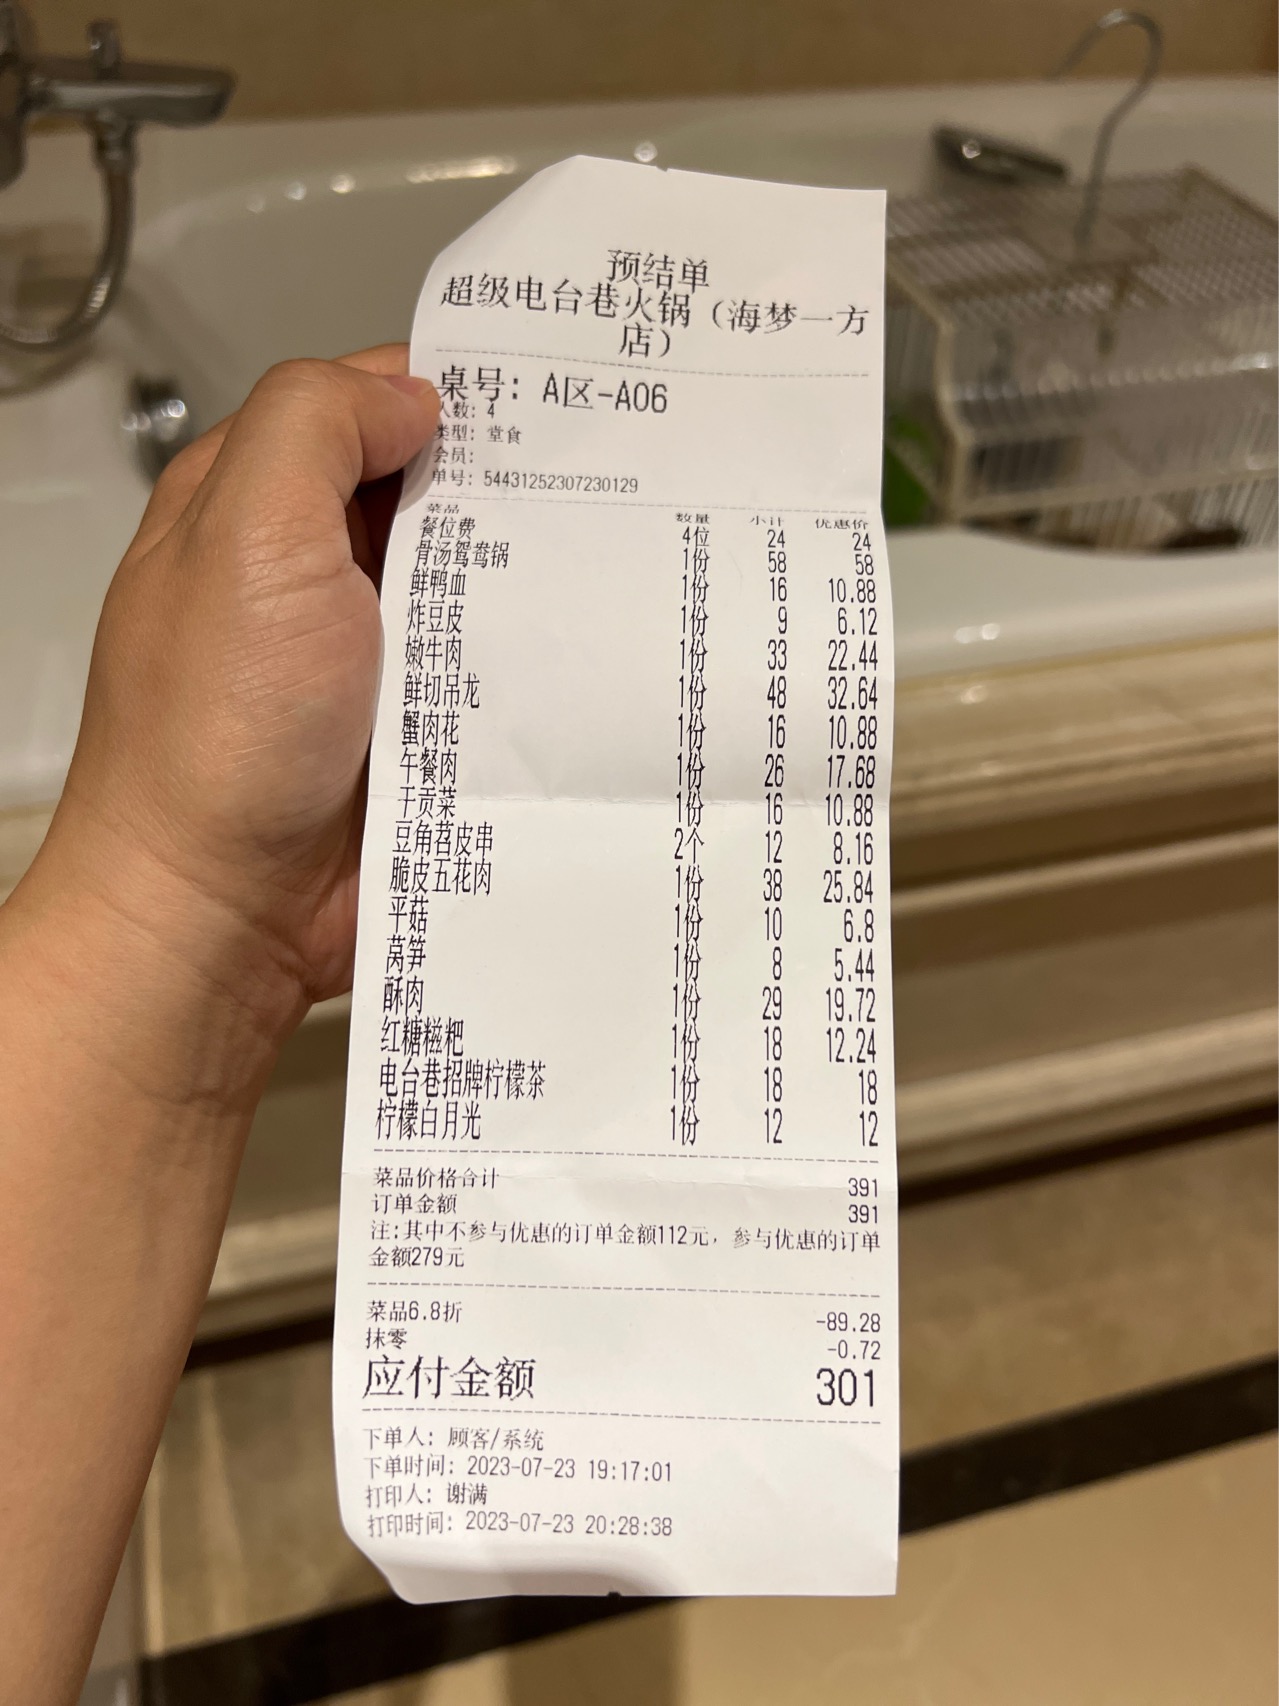 预结单
超级电台巷火锅（海梦一方
店）
桌号：A区-A06
人数：4
类型：堂食
会员：
单号：54431252307230129
菜品 数量 小计 优惠价
餐位费 4位 24 24
骨汤鸳鸯锅 1份 58 58
鲜鸭血 1份 16 10.88
炸豆皮 1份 9 6.12
嫩牛肉 1份 33 22.44
鲜切吊龙 1份 48 32.64
蟹肉花 1份 16 10.88
午餐肉 1份 26 17.68
干贡菜 1份 16 10.88
豆角苕皮串 2个 12 8.16
脆皮五花肉 1份 38 25.84
平菇 1份 10 6.8
莴笋 1份 8 5.44
酥肉 1份 29 19.72
红糖糍粑 1份 18 12.24
电台巷招牌柠檬茶 1份 18 18
柠檬白月光 1份 12 12
菜品价格合计 391
订单金额 391
注：其中不参与优惠的订单金额112元，参与优惠的订单
金额279元
菜品6.8折 -89.28
抹零 -0.72
应付金额 301
下单人：顾客/系统
下单时间：2023-07-23 19:17:01
打印人：谢满
打印时间：2023-07-23 20:28:38